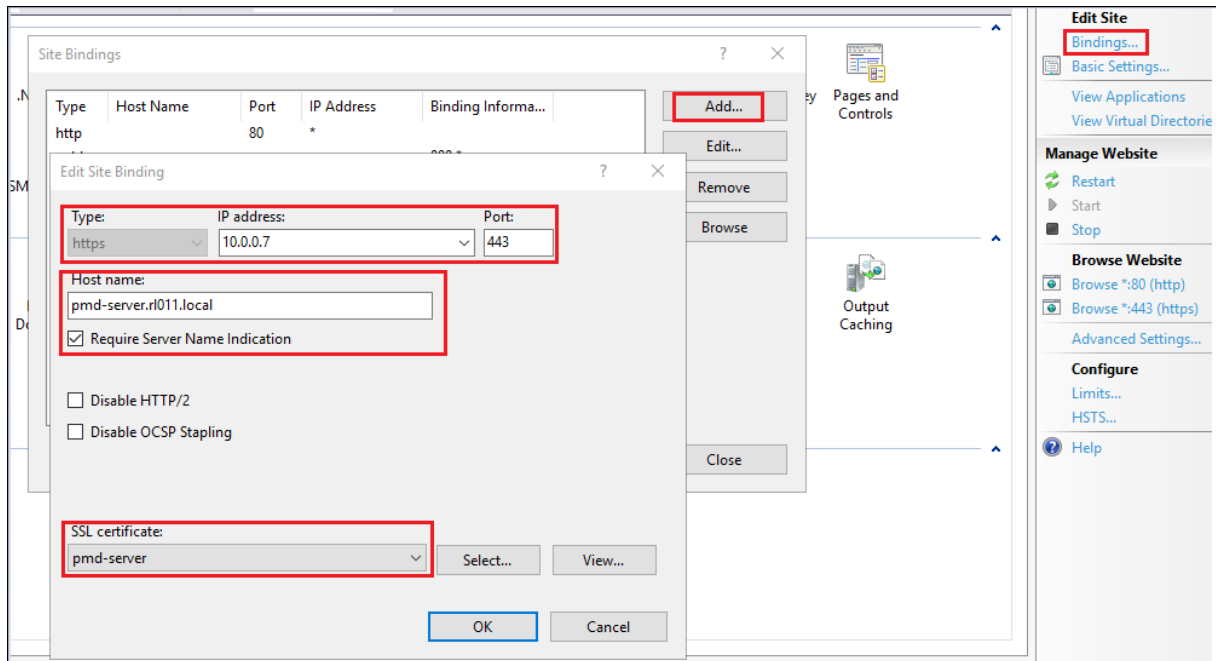 Site Bindings ? ×
Type Host Name Port IP Address Binding Informa...
http 80 *
808:*
Add...
Edit...
Remove
Browse
Close
Edit Site Binding ? ×
Type: IP address: Port:
https 10.0.0.7 443
Host name:
pmd-server.rl011.local
Require Server Name Indication
Disable HTTP/2
Disable OCSP Stapling
SSL certificate:
pmd-server Select... View...
OK Cancel
.N
SM
ey
Pages and
Controls
Output
Caching
Edit Site
Bindings...
Basic Settings...
View Applications
View Virtual Directorie
Manage Website
Restart
Start
Stop
Browse Website
Browse *:80 (http)
Browse *:443 (https)
Advanced Settings...
Configure
Limits...
HSTS...
Help